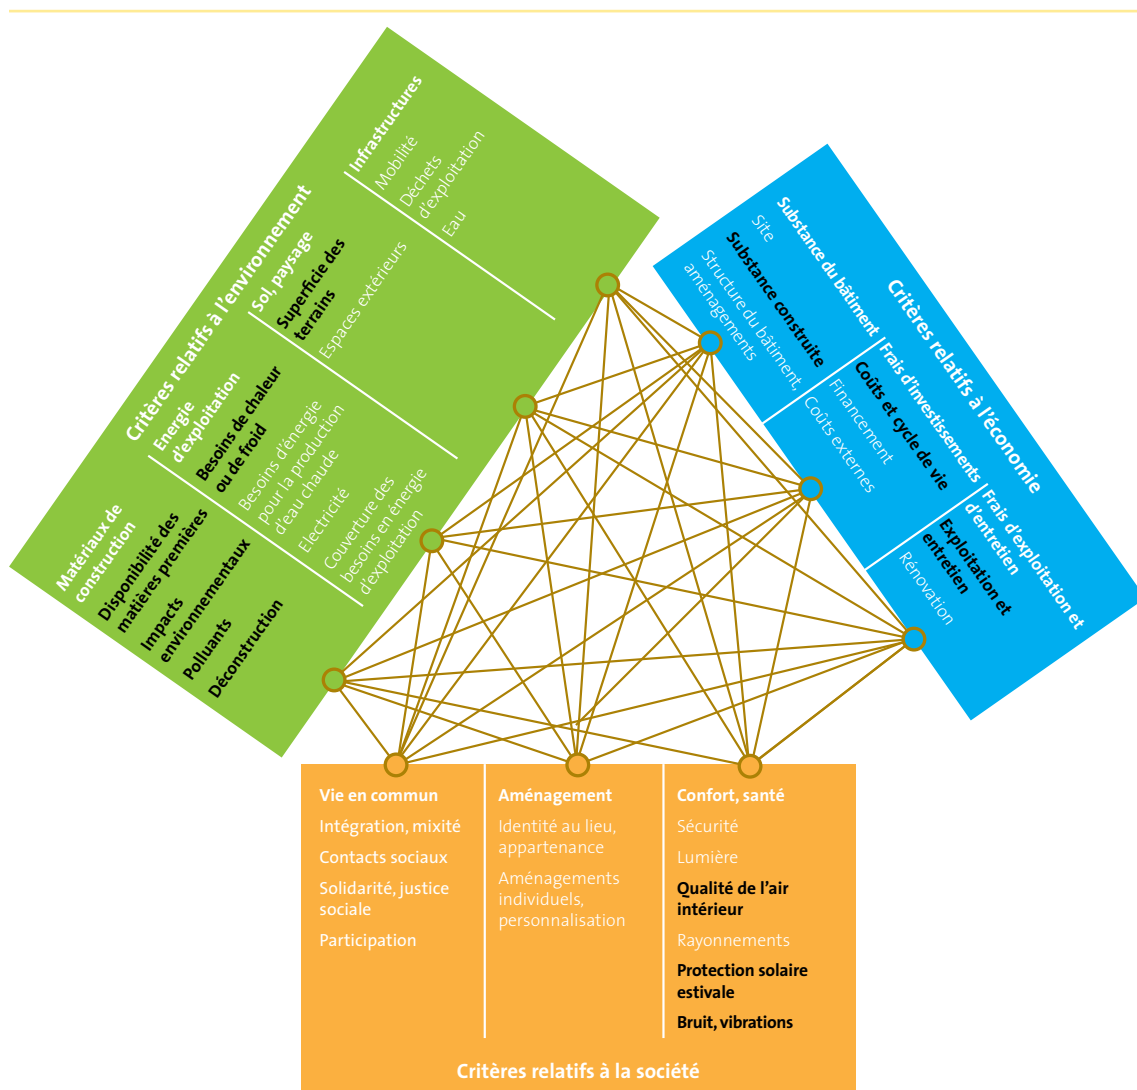 Critères relatifs à l'environnement
Matériaux de
construction
Disponibilité des
matières premières
Impacts
environnementaux
Polluants
Déconstruction
Energie
d'exploitation
Besoins de chaleur
ou de froid
Besoins d'énergie
pour la production
d'eau chaude
Electricité
Couverture des
besoins en énergie
d'exploitation
Sol, paysage
Superficie des
terrains
Espaces extérieurs
Infrastructures
Mobilité
Déchets
d'exploitation
Eau
Critères relatifs à l'économie
Substance du bâtiment
Site
Substance construite
Structure du bâtiment,
aménagements
Frais d'investissements
Coûts et cycle de vie
Financement
Coûts externes
Frais d'exploitation et
d'entretien
Exploitation et
entretien
Rénovation
Vie en commun
Intégration, mixité
Contacts sociaux
Solidarité, justice
sociale
Participation
Aménagement
Identité au lieu,
appartenance
Aménagements
individuels,
personnalisation
Confort, santé
Sécurité
Lumière
Qualité de l'air
intérieur
Rayonnements
Protection solaire
estivale
Bruit, vibrations
Critères relatifs à la société